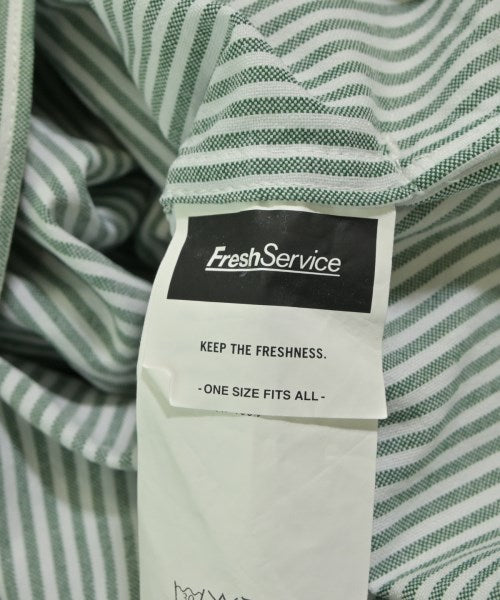 FreshService
KEEP THE FRESHNESS.
- ONE SIZE FITS ALL -